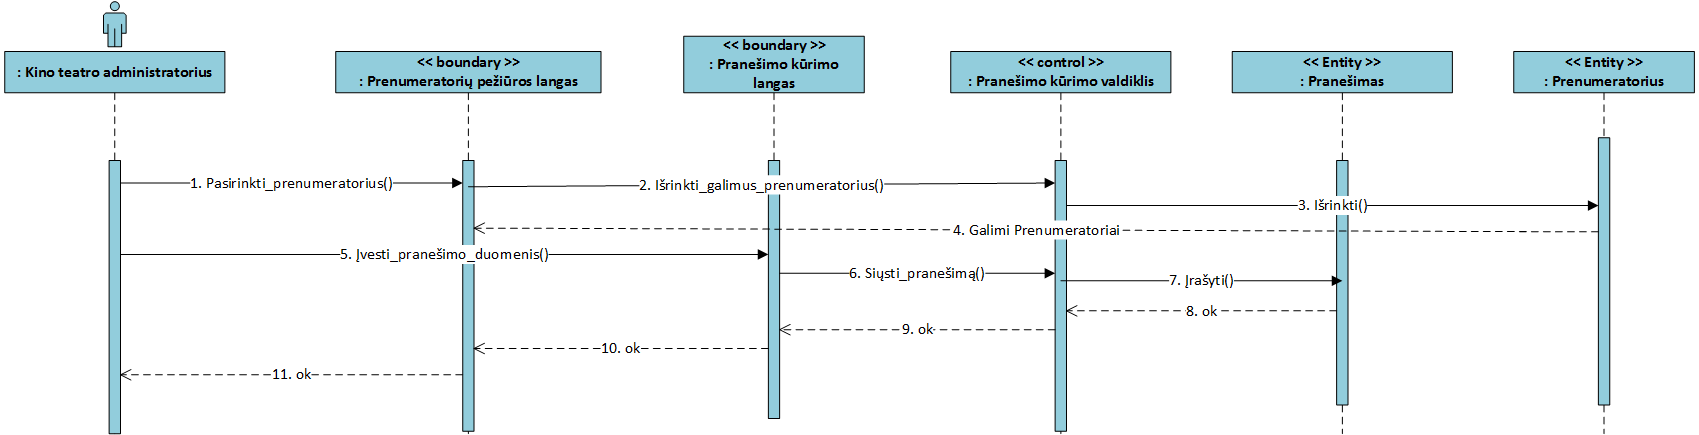 : Kino teatro administratorius
<< boundary >>
: Prenumeratorių pežiūros langas
<< boundary >>
: Pranešimo kūrimo
langas
<< control >>
: Pranešimo kūrimo valdiklis
<< Entity >>
: Pranešimas
<< Entity >>
: Prenumeratorius
1. Pasirinkti_prenumeratorius()
2. Išrinkti_galimus_prenumeratorius()
3. Išrinkti()
4. Galimi Prenumeratoriai
5. Įvesti_pranešimo_duomenis()
6. Siųsti_pranešimą()
7. Įrašyti()
8. ok
9. ok
10. ok
11. ok